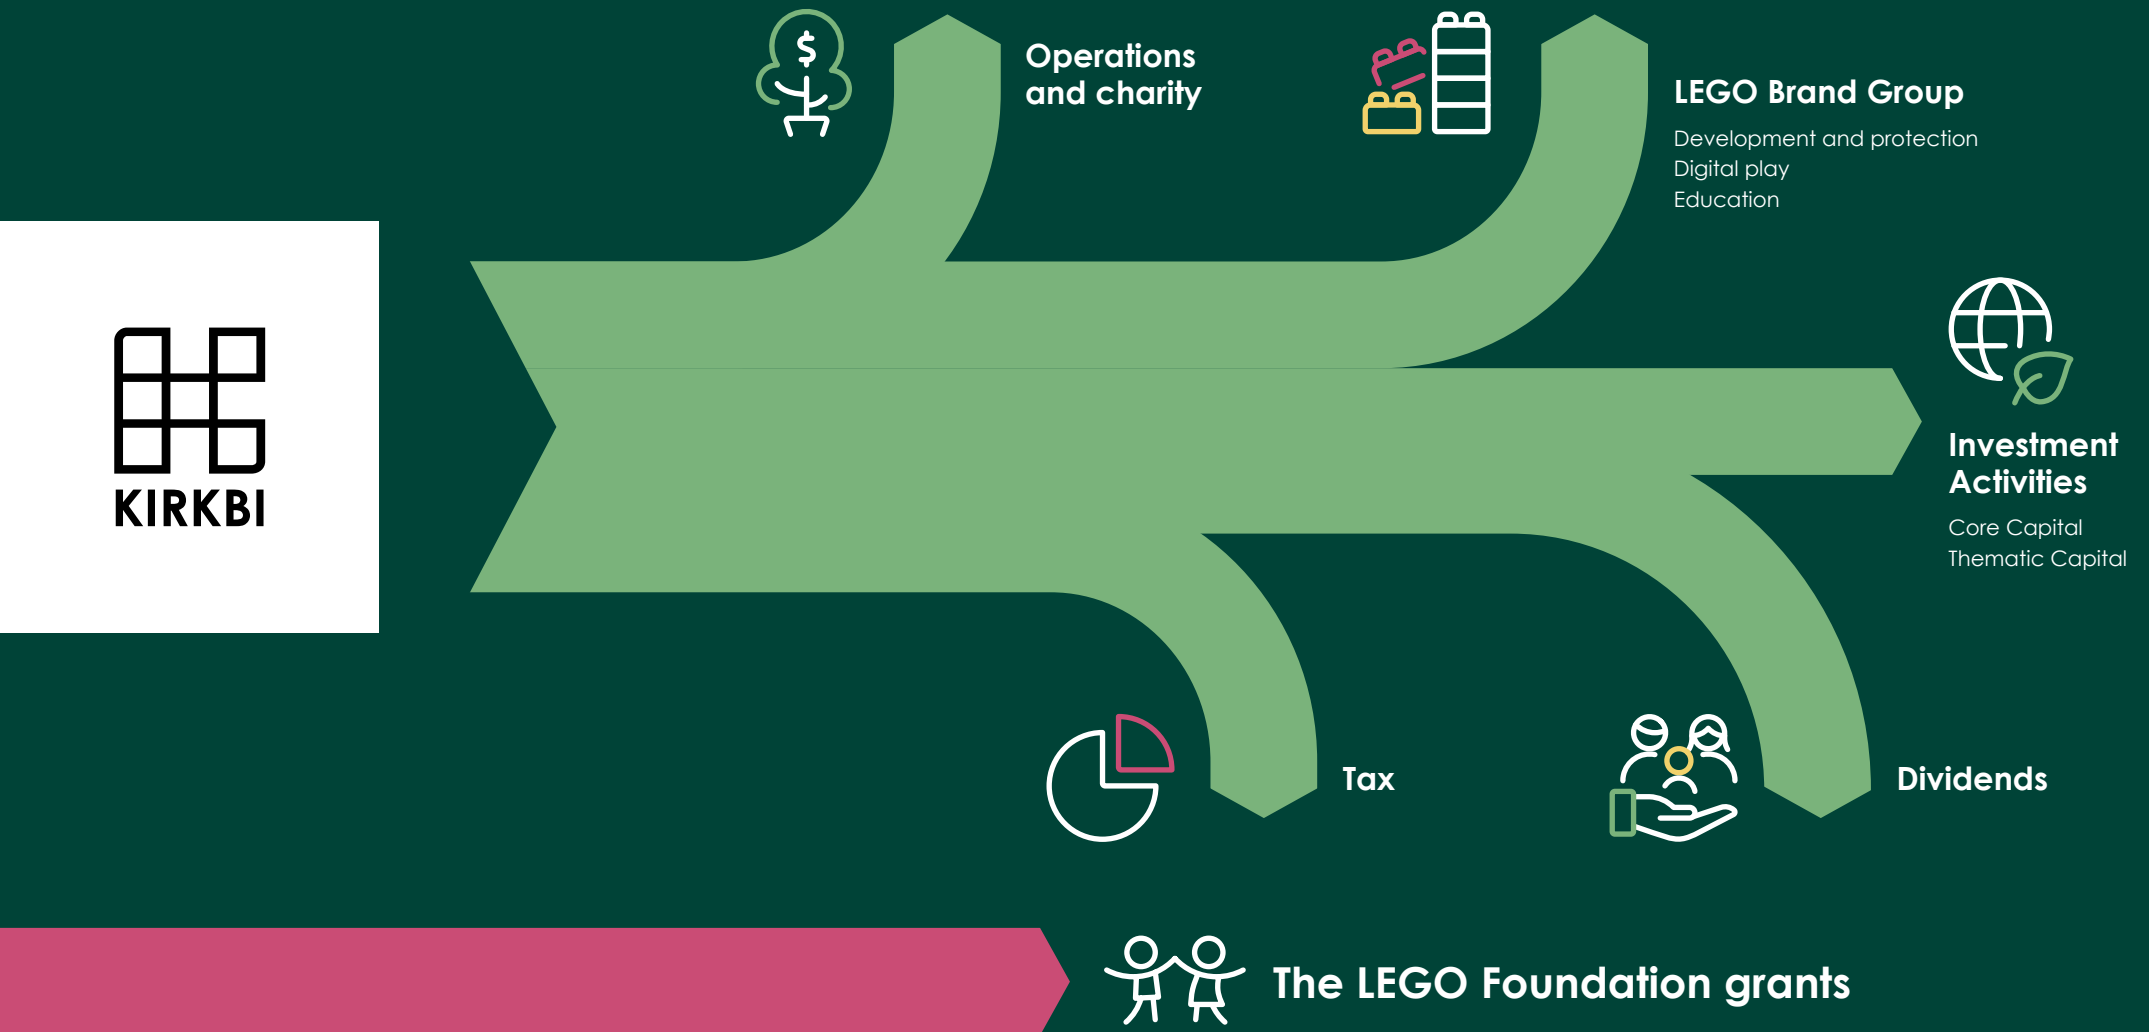 Operations
and charity
LEGO Brand Group
Development and protection
Digital play
Education
KIRKBI
Investment
Activities
Core Capital
Thematic Capital
Tax
Dividends
The LEGO Foundation grants
$